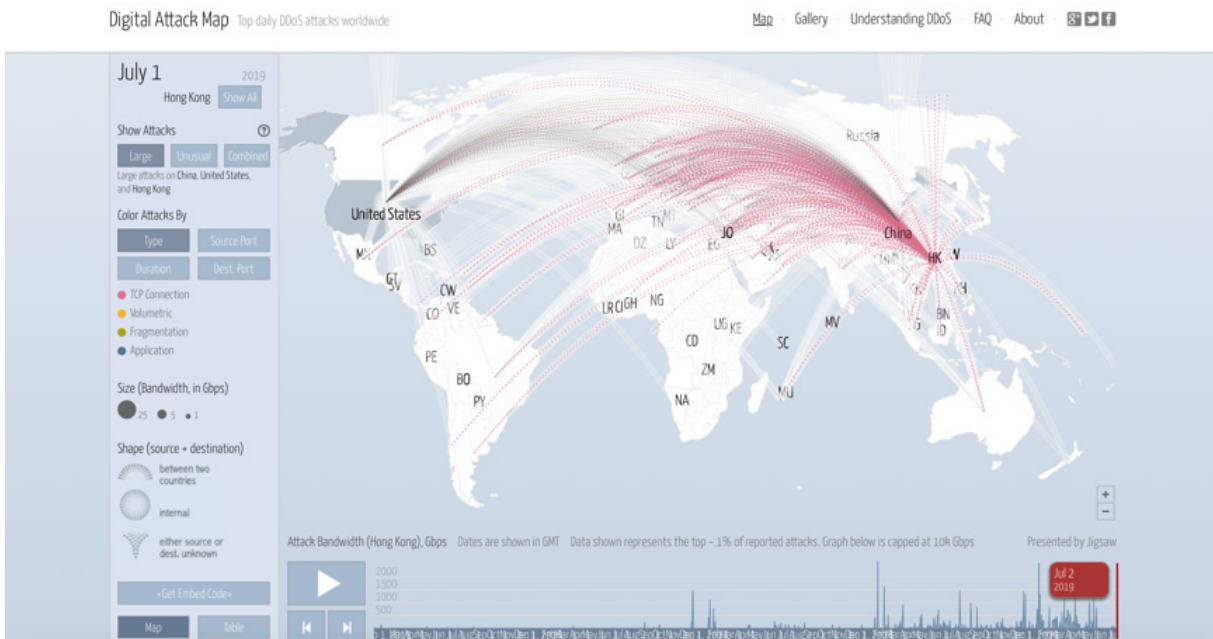 Digital Attack Map Top daily DDoS attacks worldwide
Map · Gallery · Understanding DDoS · FAQ · About
July 1 2019
Hong Kong Show All
Show Attacks ?
Large Unusual Combined
Large attacks on China, United States,
and Hong Kong
Color Attacks By
Type Source Port
Duration Dest. Port
TCP Connection
Volumetric
Fragmentation
Application
Size (Bandwidth, in Gbps)
25 5 1
Shape (source + destination)
between two
countries
internal
either source or
dest. unknown
<Get Embed Code>
Map Table
Russia
United States
China
HK
GI
MA
TN
DZ
LY
EG
JO
BS
GT
SV
CW
CO
VE
LR
CI
GH
NG
UG
KE
CD
SC
MV
BN
ID
PE
BO
ZM
PY
NA
MU
+
-
Attack Bandwidth (Hong Kong), Gbps Dates are shown in GMT Data shown represents the top ~.1% of reported attacks. Graph below is capped at 10k Gbps Presented by Jigsaw
2000
1500
1000
500
Jul 2
2019